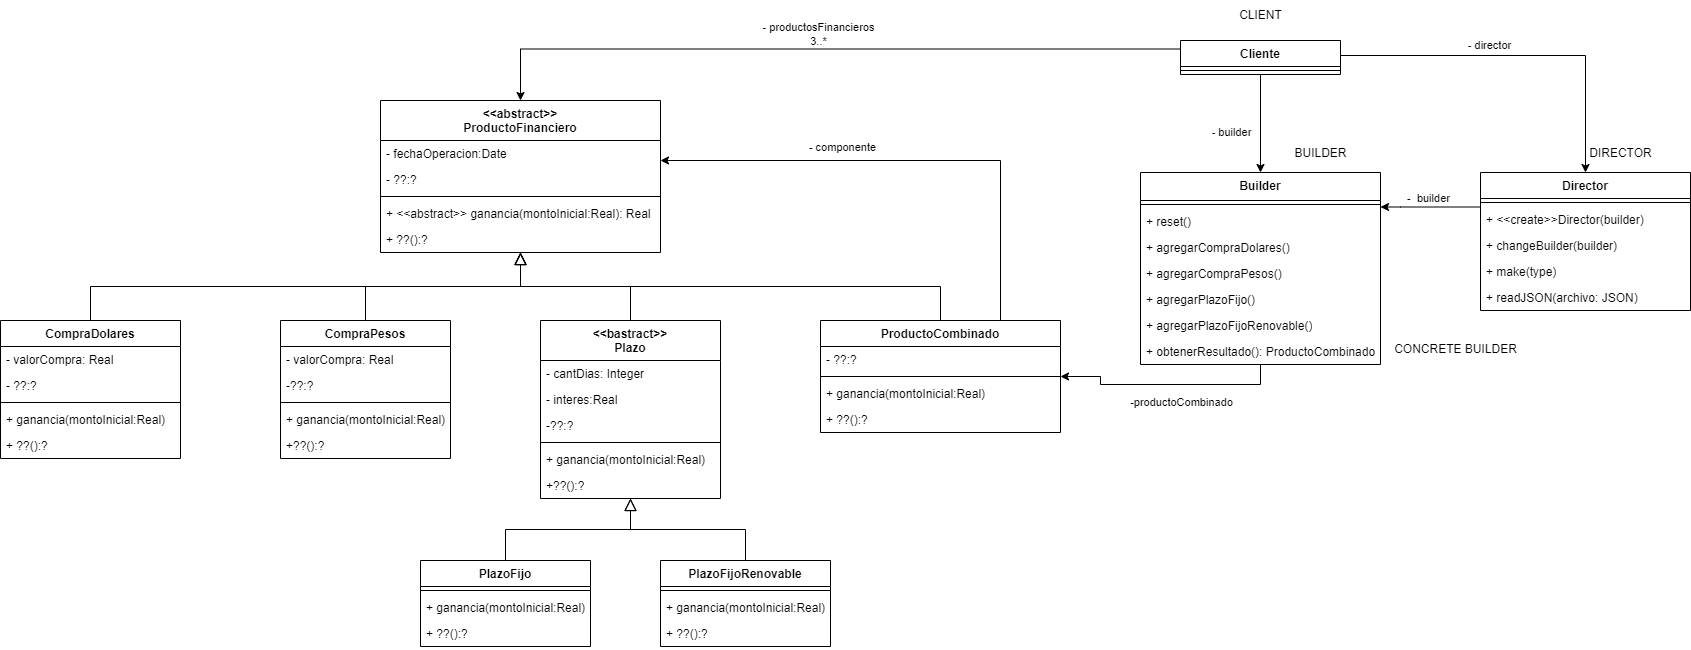 CLIENT
- productosFinancieros
3..*
Cliente
- director
<<abstract>>
ProductoFinanciero
- fechaOperacion:Date
- ??:?
+ <<abstract>> ganancia(montoInicial:Real): Real
+ ??():?
- componente
- builder
BUILDER
DIRECTOR
Builder
+ reset()
+ agregarCompraDolares()
+ agregarCompraPesos()
+ agregarPlazoFijo()
+ agregarPlazoFijoRenovable()
+ obtenerResultado(): ProductoCombinado
- builder
Director
+ <<create>>Director(builder)
+ changeBuilder(builder)
+ make(type)
+ readJSON(archivo: JSON)
CONCRETE BUILDER
-productoCombinado
CompraDolares
- valorCompra: Real
- ??:?
+ ganancia(montoInicial:Real)
+ ??():?
CompraPesos
- valorCompra: Real
-??:?
+ ganancia(montoInicial:Real)
+??():?
<<bastract>>
Plazo
- cantDias: Integer
- interes:Real
-??:?
+ ganancia(montoInicial:Real)
+??():?
ProductoCombinado
- ??:?
+ ganancia(montoInicial:Real)
+ ??():?
PlazoFijo
+ ganancia(montoInicial:Real)
+ ??():?
PlazoFijoRenovable
+ ganancia(montoInicial:Real)
+ ??():?